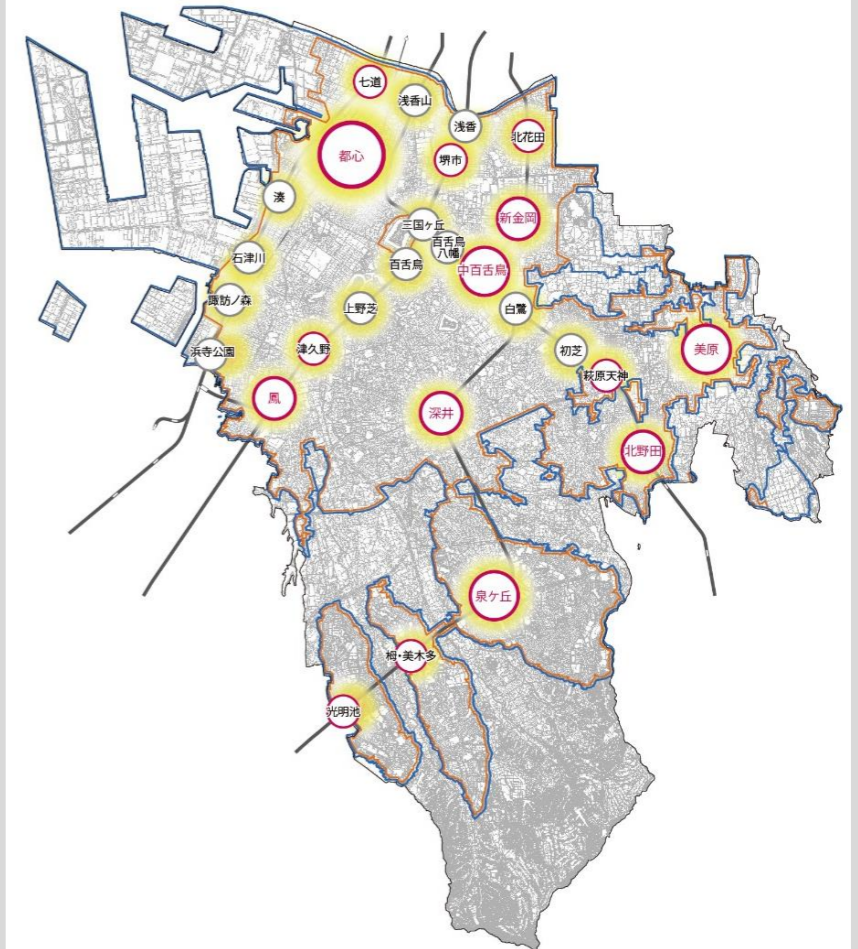 七道
浅香山
浅香
北花田
都心
堺市
湊
新金岡
三国ヶ丘
百舌鳥
八幡
石津川
百舌鳥
中百舌鳥
諏訪ノ森
上野芝
白鷺
浜寺公園
津久野
初芝
美原
萩原天神
鳳
深井
北野田
泉ケ丘
栂・美木多
光明池